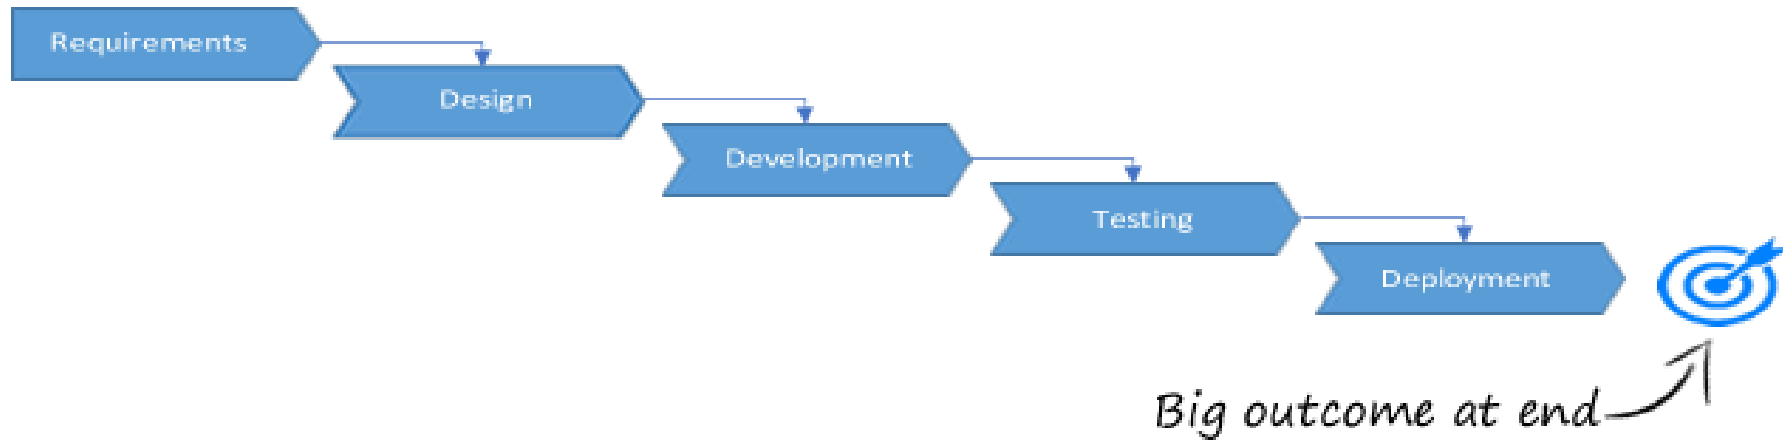 Requirements
Design
Development
Testing
Deployment
Big outcome at end